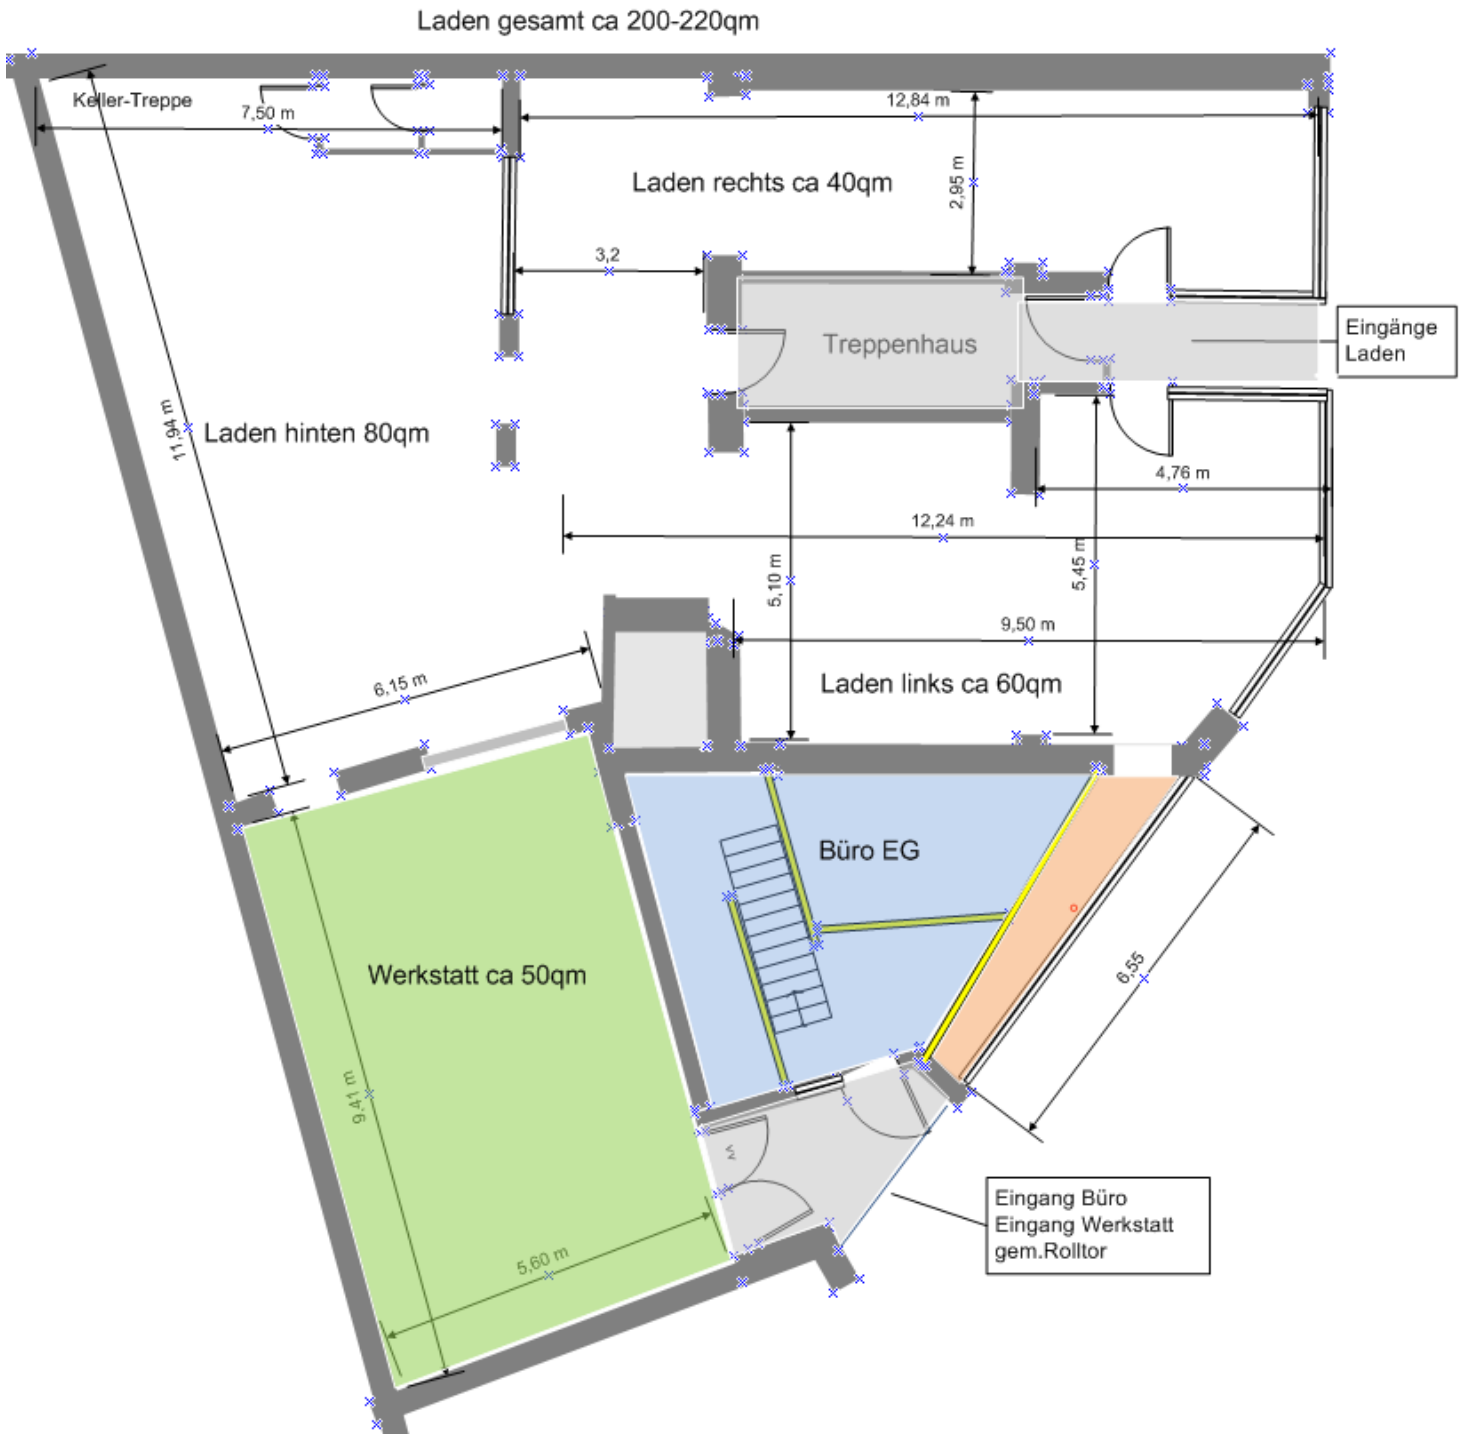 Laden gesamt ca 200-220qm
Keller-Treppe
7,50 m
12,84 m
2,95 m
Laden rechts ca 40qm
3,2
Treppenhaus
Eingänge
Laden
11,94 m
Laden hinten 80qm
4,76 m
12,24 m
5,10 m
5,45 m
9,50 m
6,15 m
Laden links ca 60qm
Büro EG
Werkstatt ca 50qm
6,55
9,41 m
5,60 m
Eingang Büro
Eingang Werkstatt
gem.Rolltor